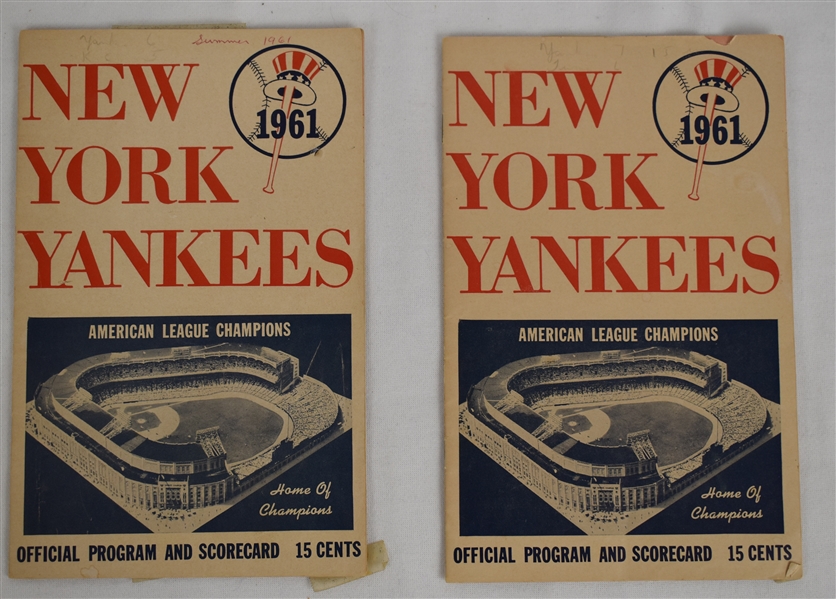 Summer 1961
NEW
YORK
YANKEES
1961
AMERICAN LEAGUE CHAMPIONS
Home Of
Champions
OFFICIAL PROGRAM AND SCORECARD 15 CENTS
NEW
YORK
YANKEES
1961
AMERICAN LEAGUE CHAMPIONS
Home Of
Champions
OFFICIAL PROGRAM AND SCORECARD 15 CENTS